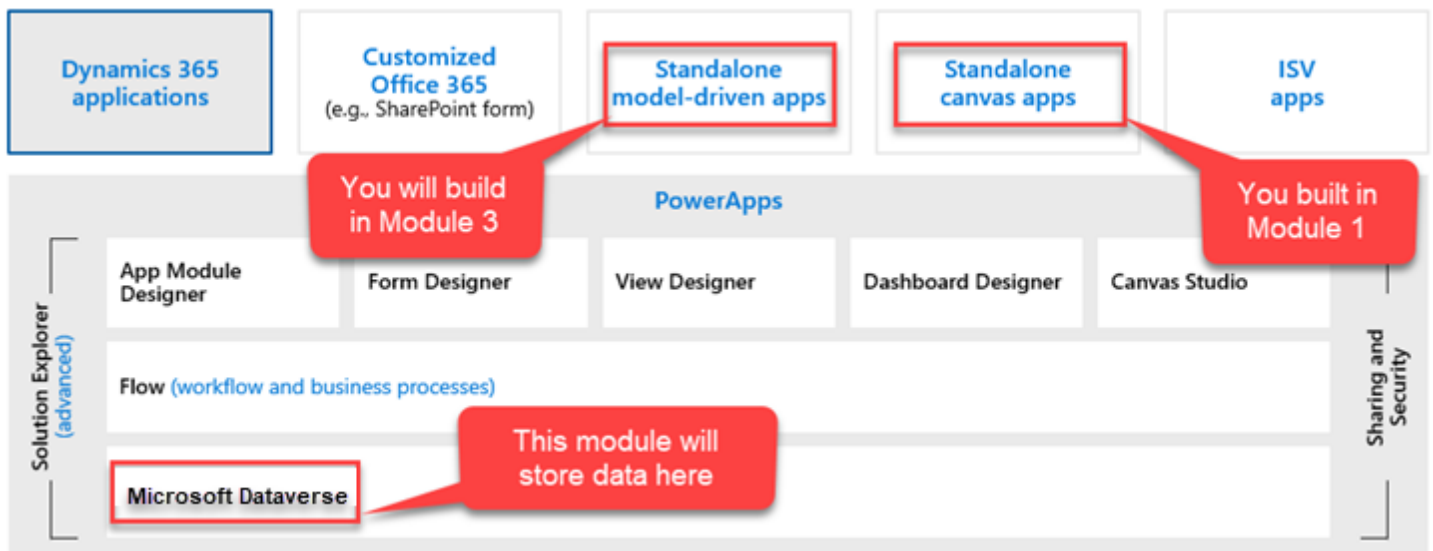 Dynamics 365
applications
Customized
Office 365
(e.g., SharePoint form)
Standalone
model-driven apps
Standalone
canvas apps
ISV
apps
You will build
in Module 3
PowerApps
You built in
Module 1
Solution Explorer
(advanced)
App Module
Designer
Form Designer
View Designer
Dashboard Designer
Canvas Studio
Sharing and
Security
Flow (workflow and business processes)
This module will
store data here
Microsoft Dataverse